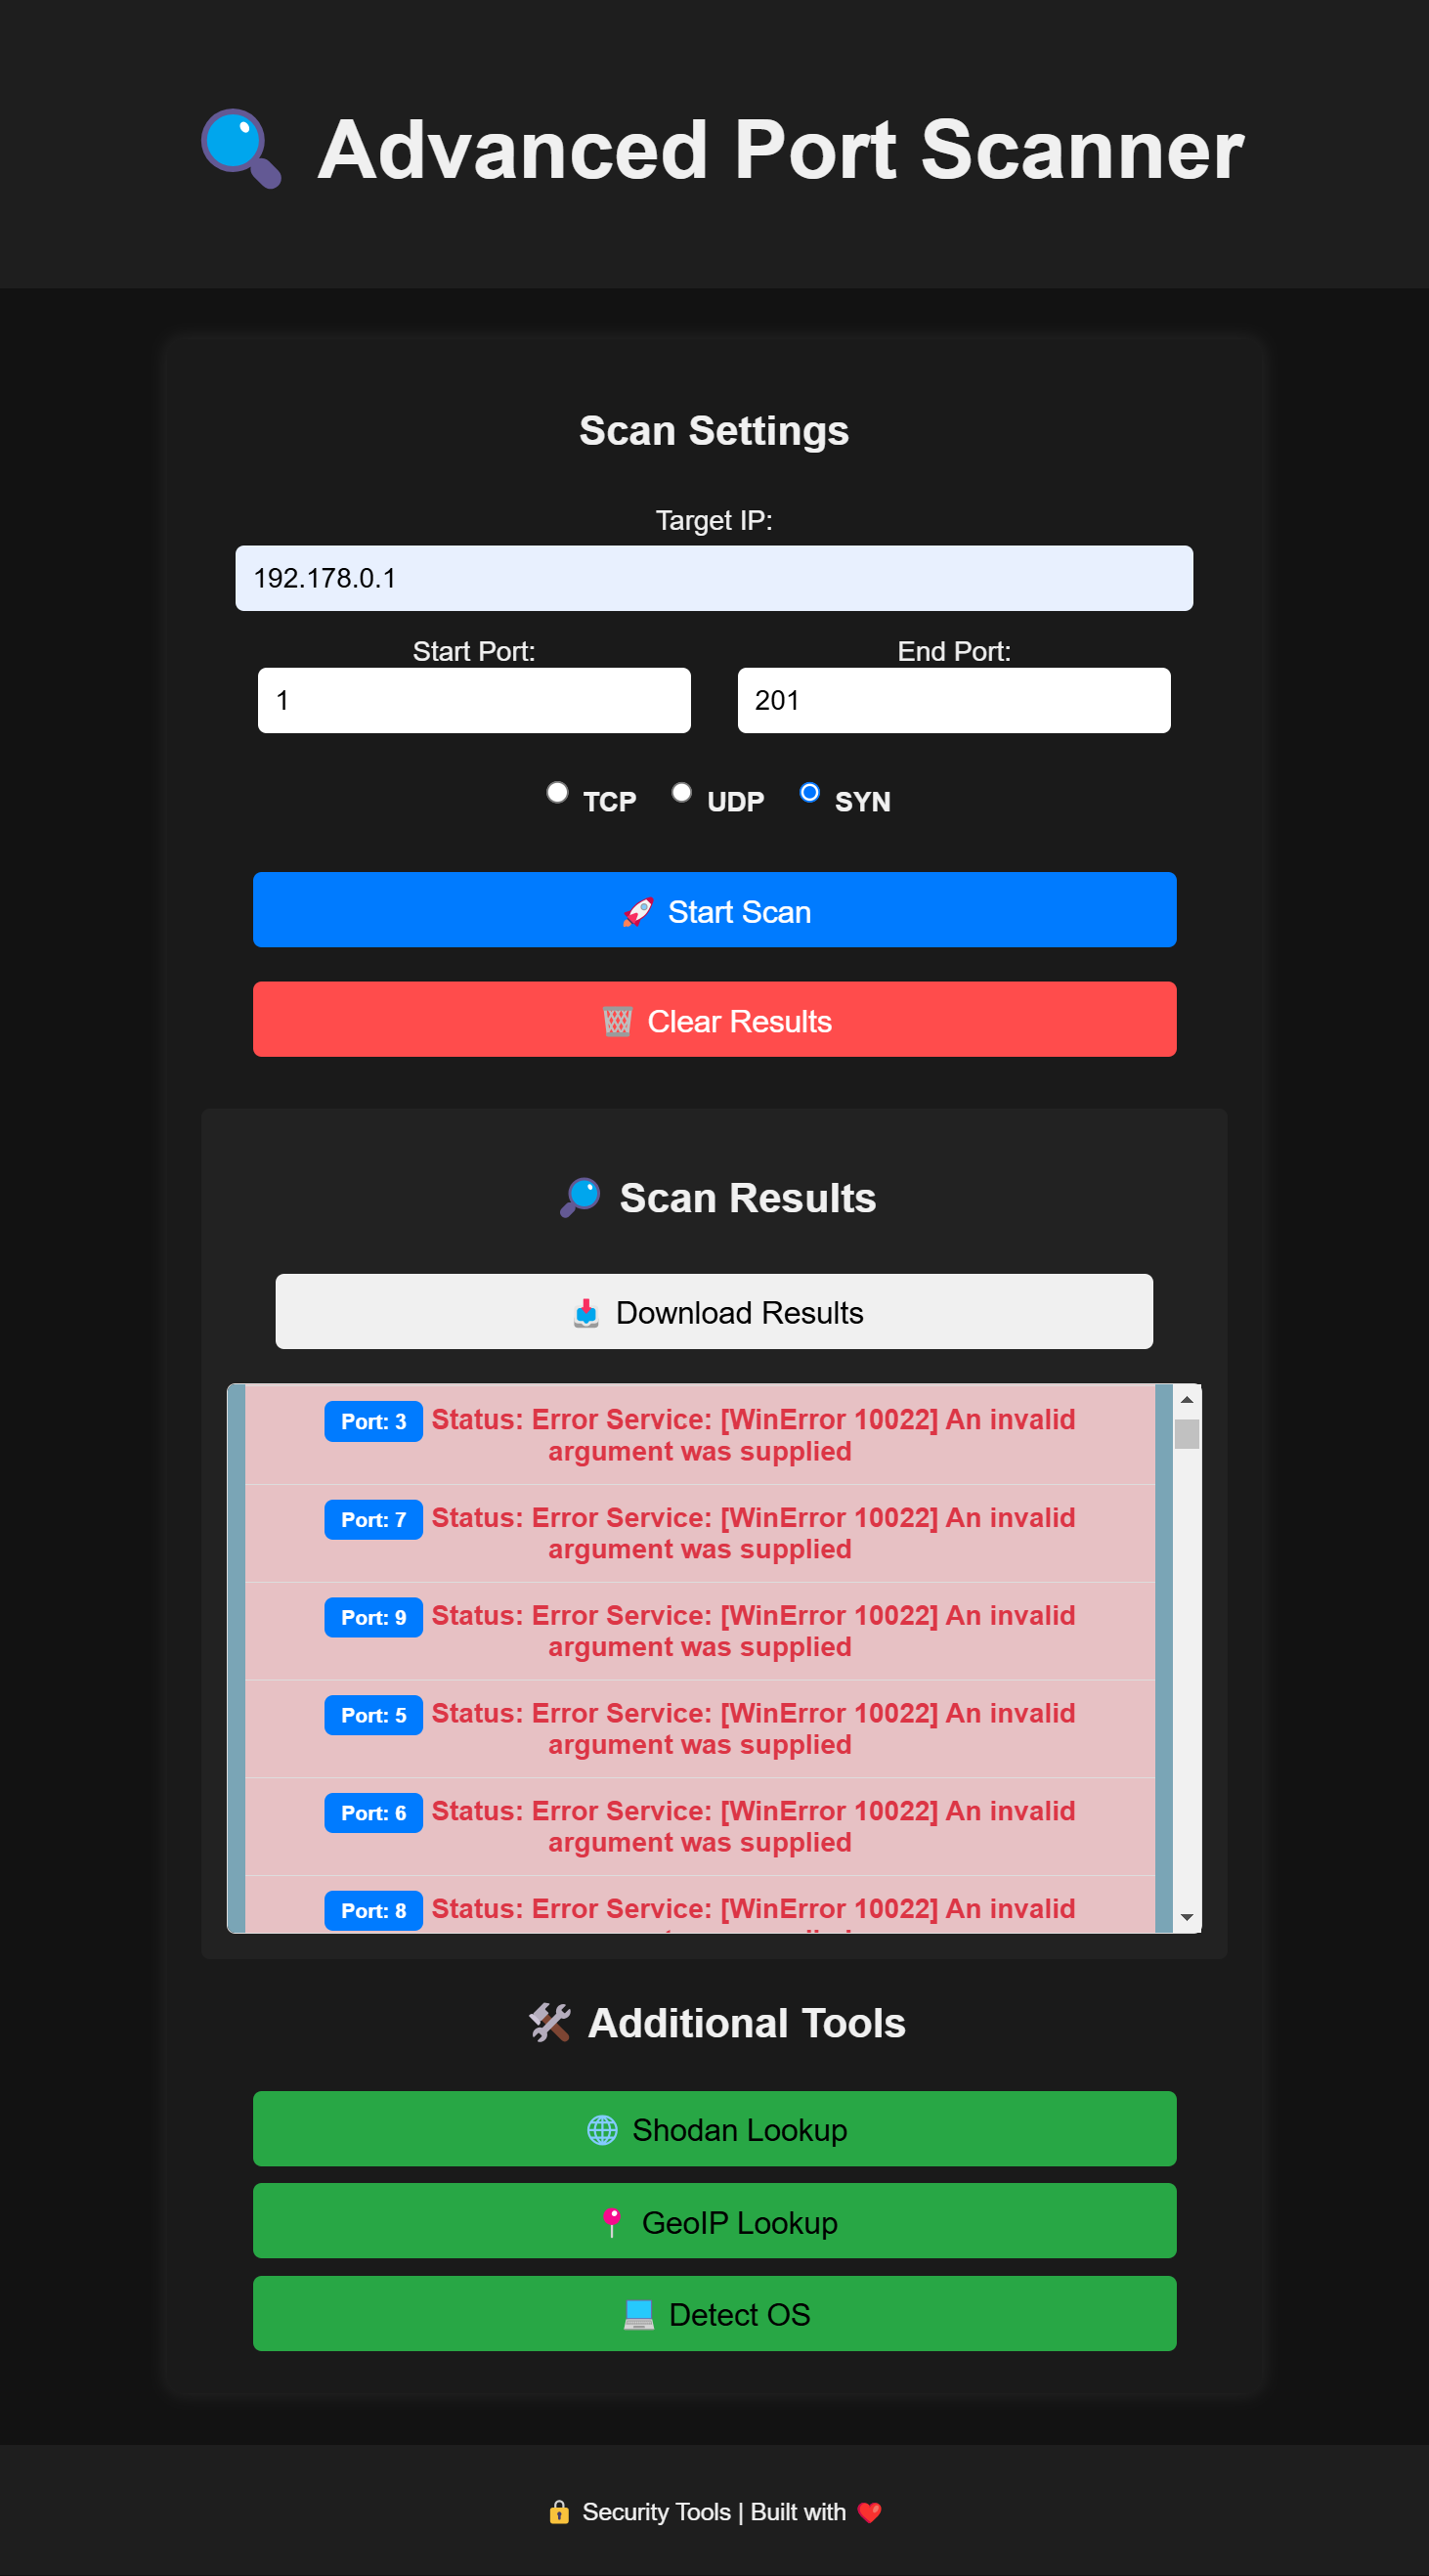 Advanced Port Scanner
Scan Settings
Target IP:
192.178.0.1
Start Port: End Port:
1 201
TCP UDP SYN
Start Scan
Clear Results
Scan Results
Download Results
Port: 3 Status: Error Service: [WinError 10022] An invalid
argument was supplied
Port: 7 Status: Error Service: [WinError 10022] An invalid
argument was supplied
Port: 9 Status: Error Service: [WinError 10022] An invalid
argument was supplied
Port: 5 Status: Error Service: [WinError 10022] An invalid
argument was supplied
Port: 6 Status: Error Service: [WinError 10022] An invalid
argument was supplied
Port: 8 Status: Error Service: [WinError 10022] An invalid
Additional Tools
Shodan Lookup
GeoIP Lookup
Detect OS
Security Tools | Built with